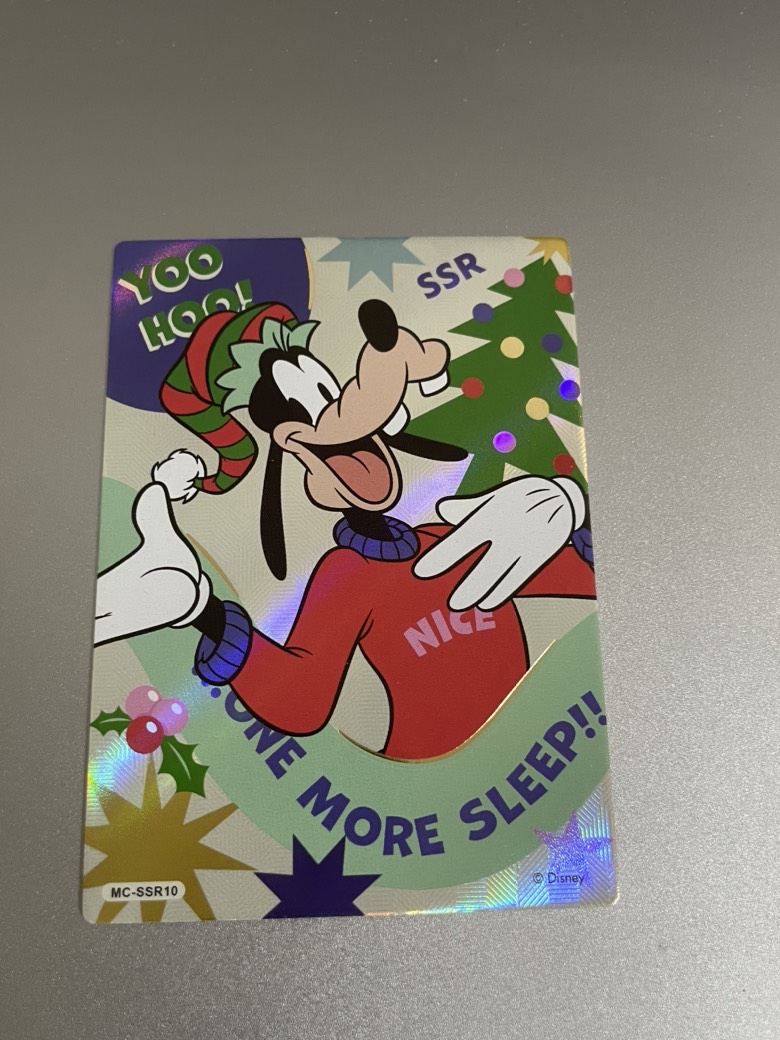 YOO
HOO!
SSR
NICE
...ONE MORE SLEEP!!
MC-SSR10
© Disney